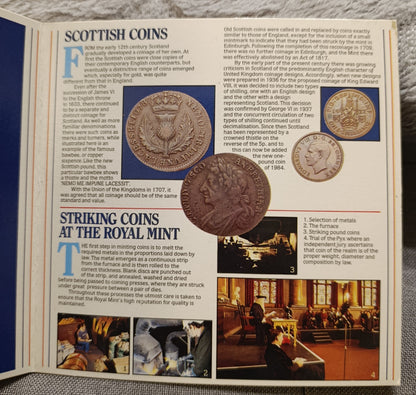 SCOTTISH COINS
FROM the early 12th century Scotland
gradually developed a coinage of her own. At
first the Scottish coins were close copies of
their contemporary English counterparts, but
gradually a distinctive range of coins emerged
which, especially for gold, was quite
different from that in England.
Even after the
succession of James VI
to the English throne
in 1603, there continued
to be a separate and
distinct coinage for
Scotland. As well as more
familiar denominations
there were such coins as
merks and turners, while
illustrated here is an
example of the famous
bawbee, or copper
sixpence. Like the new
Scottish pound, this
particular bawbee shows
a thistle and the motto
'NEMO ME IMPUNE LACESSIT'.
With the Union of the Kingdoms in 1707, it was
agreed that all coinage should be of the same
standard and value.
Old Scottish coins were called in and replaced by coins exactly
similar to those of England, except for the inclusion of a small
mintmark to indicate that they had been struck by the mint in
Edinburgh. Following the completion of this recoinage in 1709,
there was no further coinage in Edinburgh, and the Mint there
was effectively abolished by an Act of 1817.
By the early part of the present century there was growing
criticism in Scotland of the predominantly English character of
United Kingdom coinage designs. Accordingly, when new designs
were prepared in 1936 for the proposed coinage of King Edward
VIII, it was decided to include two types
of shilling, one with an English design
and the other with a design
representing Scotland. This decision
was confirmed by George VI in 1937
and the concurrent circulation of two
types of shilling continued until
decimalisation. Since then Scotland
has been represented by a
crowned thistle on the
reverse of the 5p, and to
this can now be added
the new one-
pound coin
of 1984.
STRIKING COINS
AT THE ROYAL MINT
THE first step in minting coins is to melt the
required metals in the proportions laid down by
law. The metal emerges as a continuous strip
from the furnace and is then rolled to the
correct thickness. Blank discs are punched out
of the strip, and annealed, washed and dried
before being passed to coining presses, where they are struck
under great pressure between a pair of dies.
Throughout these processes the utmost care is taken to
ensure that the Royal Mint's high reputation for quality is
maintained.
1. Selection of metals
2. The furnace
3. Striking pound coins
4. Trial of the Pyx where an
independent jury ascertains
that coin of the realm is of the
proper weight, diameter and
composition by law.
3
1
2
4